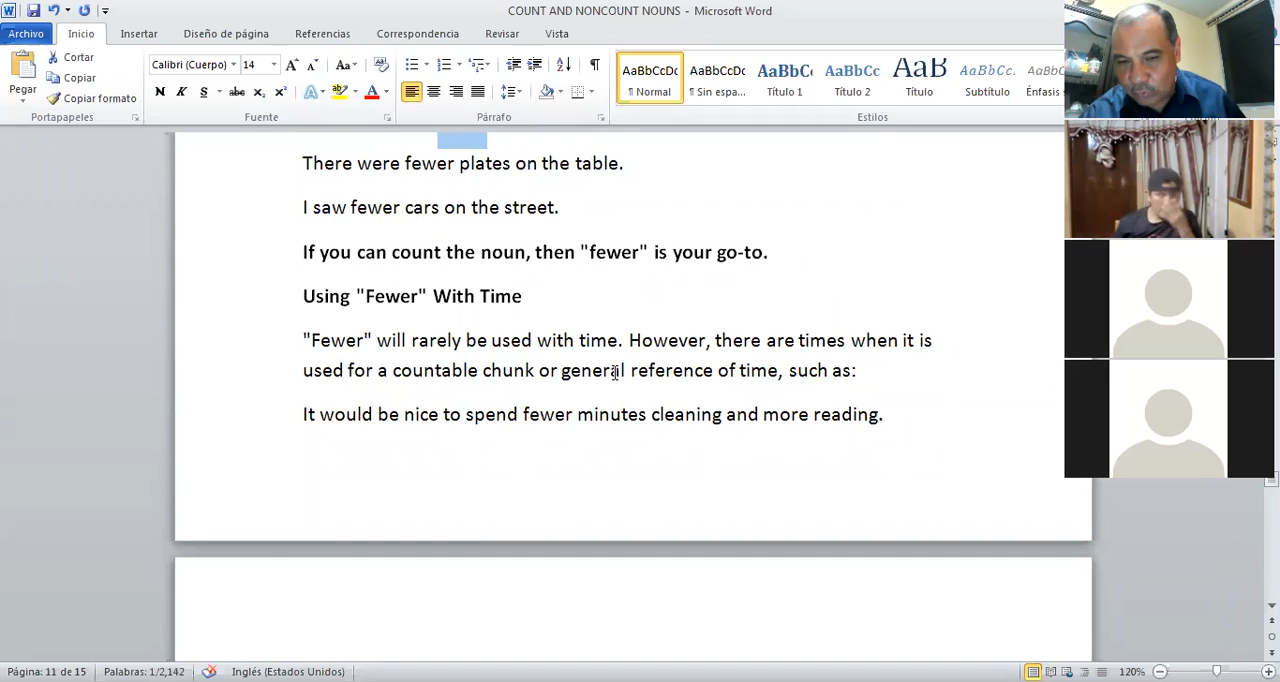 COUNT AND NONCOUNT NOUNS - Microsoft Word
Archivo Inicio Insertar Diseño de página Referencias Correspondencia Revisar Vista
Pegar
Cortar
Copiar
Copiar formato
Portapapeles
Calibri (Cuerpo) 14
N K S abc x₂ x² A aby A
Fuente
Párrafo
AaBbCcDc AaBbCcDc AaBbC AaBbCc AaB AaBbCc AaBbCc
¶ Normal ¶ Sin espa... Título 1 Título 2 Título Subtítulo Énfasis
Estilos
There were fewer plates on the table.
I saw fewer cars on the street.
If you can count the noun, then "fewer" is your go-to.
Using "Fewer" With Time
"Fewer" will rarely be used with time. However, there are times when it is
used for a countable chunk or general reference of time, such as:
It would be nice to spend fewer minutes cleaning and more reading.
Página: 11 de 15 Palabras: 1/2,142 Inglés (Estados Unidos) 120%